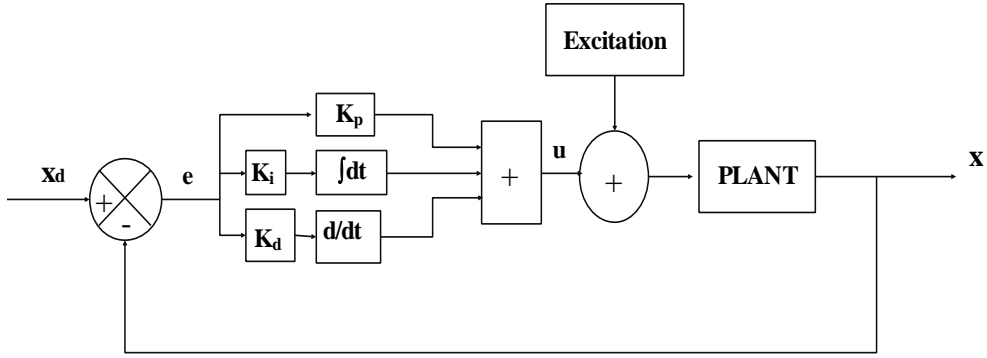 Excitation
Kp
xd
+
-
e
Ki
∫dt
Kd
d/dt
+
u
+
PLANT
x